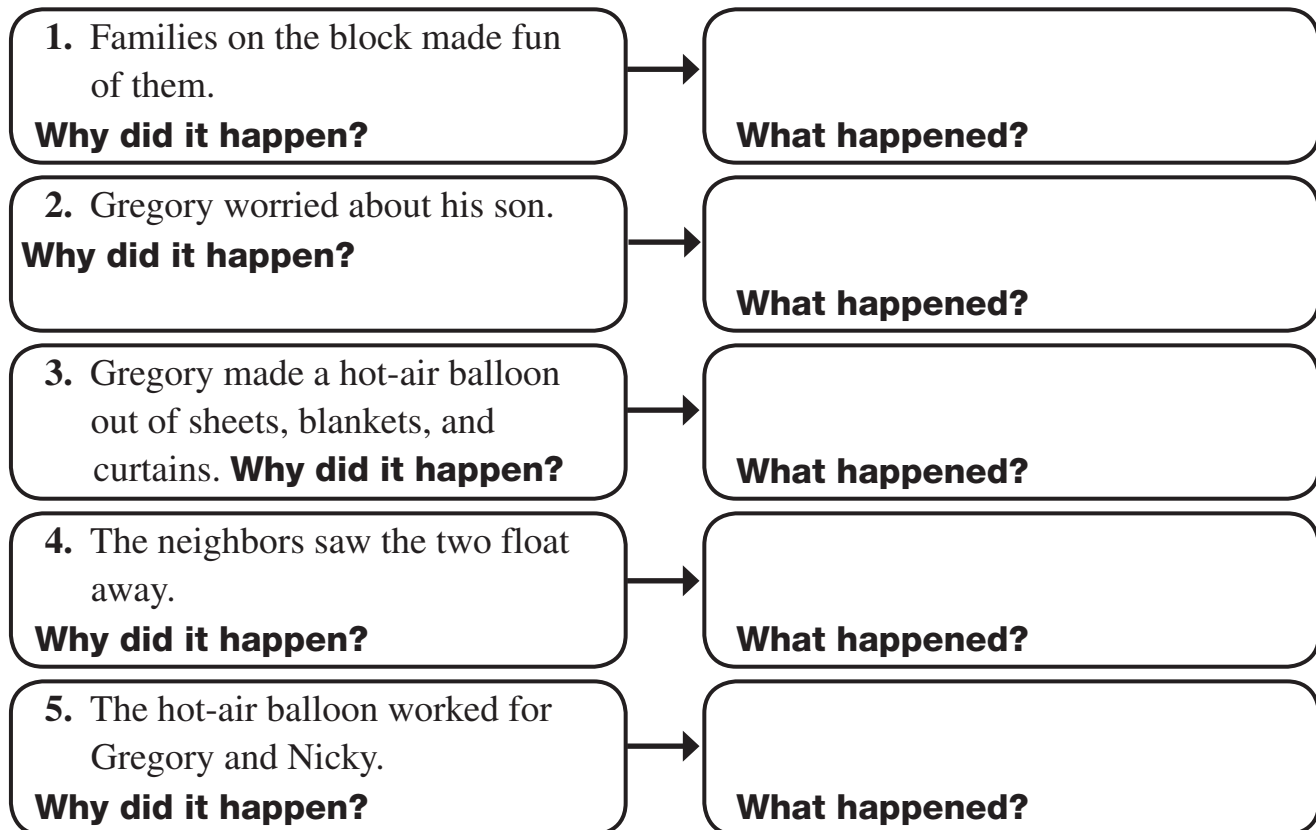 1. Families on the block made fun
of them.
Why did it happen?
What happened?
2. Gregory worried about his son.
Why did it happen?
What happened?
3. Gregory made a hot-air balloon
out of sheets, blankets, and
curtains. Why did it happen?
What happened?
4. The neighbors saw the two float
away.
Why did it happen?
What happened?
5. The hot-air balloon worked for
Gregory and Nicky.
Why did it happen?
What happened?